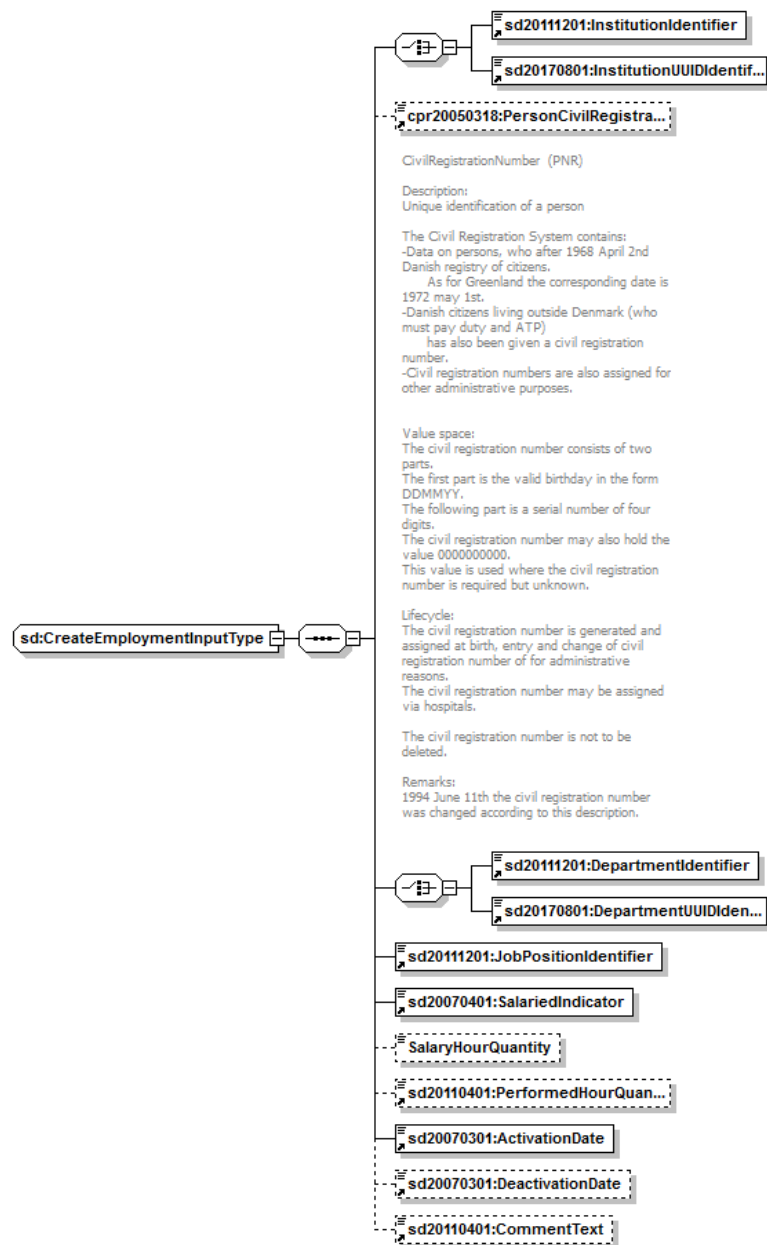 sd20111201:InstitutionIdentifier
sd20170801:InstitutionUUIDIdentif...
cpr20050318:PersonCivilRegistra...
CivilRegistrationNumber (PNR)
Description:
Unique identification of a person
The Civil Registration System contains:
-Data on persons, who after 1968 April 2nd
Danish registry of citizens.
As for Greenland the corresponding date is
1972 may 1st.
-Danish citizens living outside Denmark (who
must pay duty and ATP)
has also been given a civil registration
number.
-Civil registration numbers are also assigned for
other administrative purposes.
Value space:
The civil registration number consists of two
parts.
The first part is the valid birthday in the form
DDMMYY.
The following part is a serial number of four
digits.
The civil registration number may also hold the
value 0000000000.
This value is used where the civil registration
number is required but unknown.
sd:CreateEmploymentInputType
Lifecycle:
The civil registration number is generated and
assigned at birth, entry and change of civil
registration number of for administrative
reasons.
The civil registration number may be assigned
via hospitals.
The civil registration number is not to be
deleted.
Remarks:
1994 June 11th the civil registration number
was changed according to this description.
sd20111201:DepartmentIdentifier
sd20170801:DepartmentUUIDIden...
sd20111201:JobPositionIdentifier
sd20070401:SalariedIndicator
SalaryHourQuantity
sd20110401:PerformedHourQuan...
sd20070301:ActivationDate
sd20070301:DeactivationDate
sd20110401:CommentText